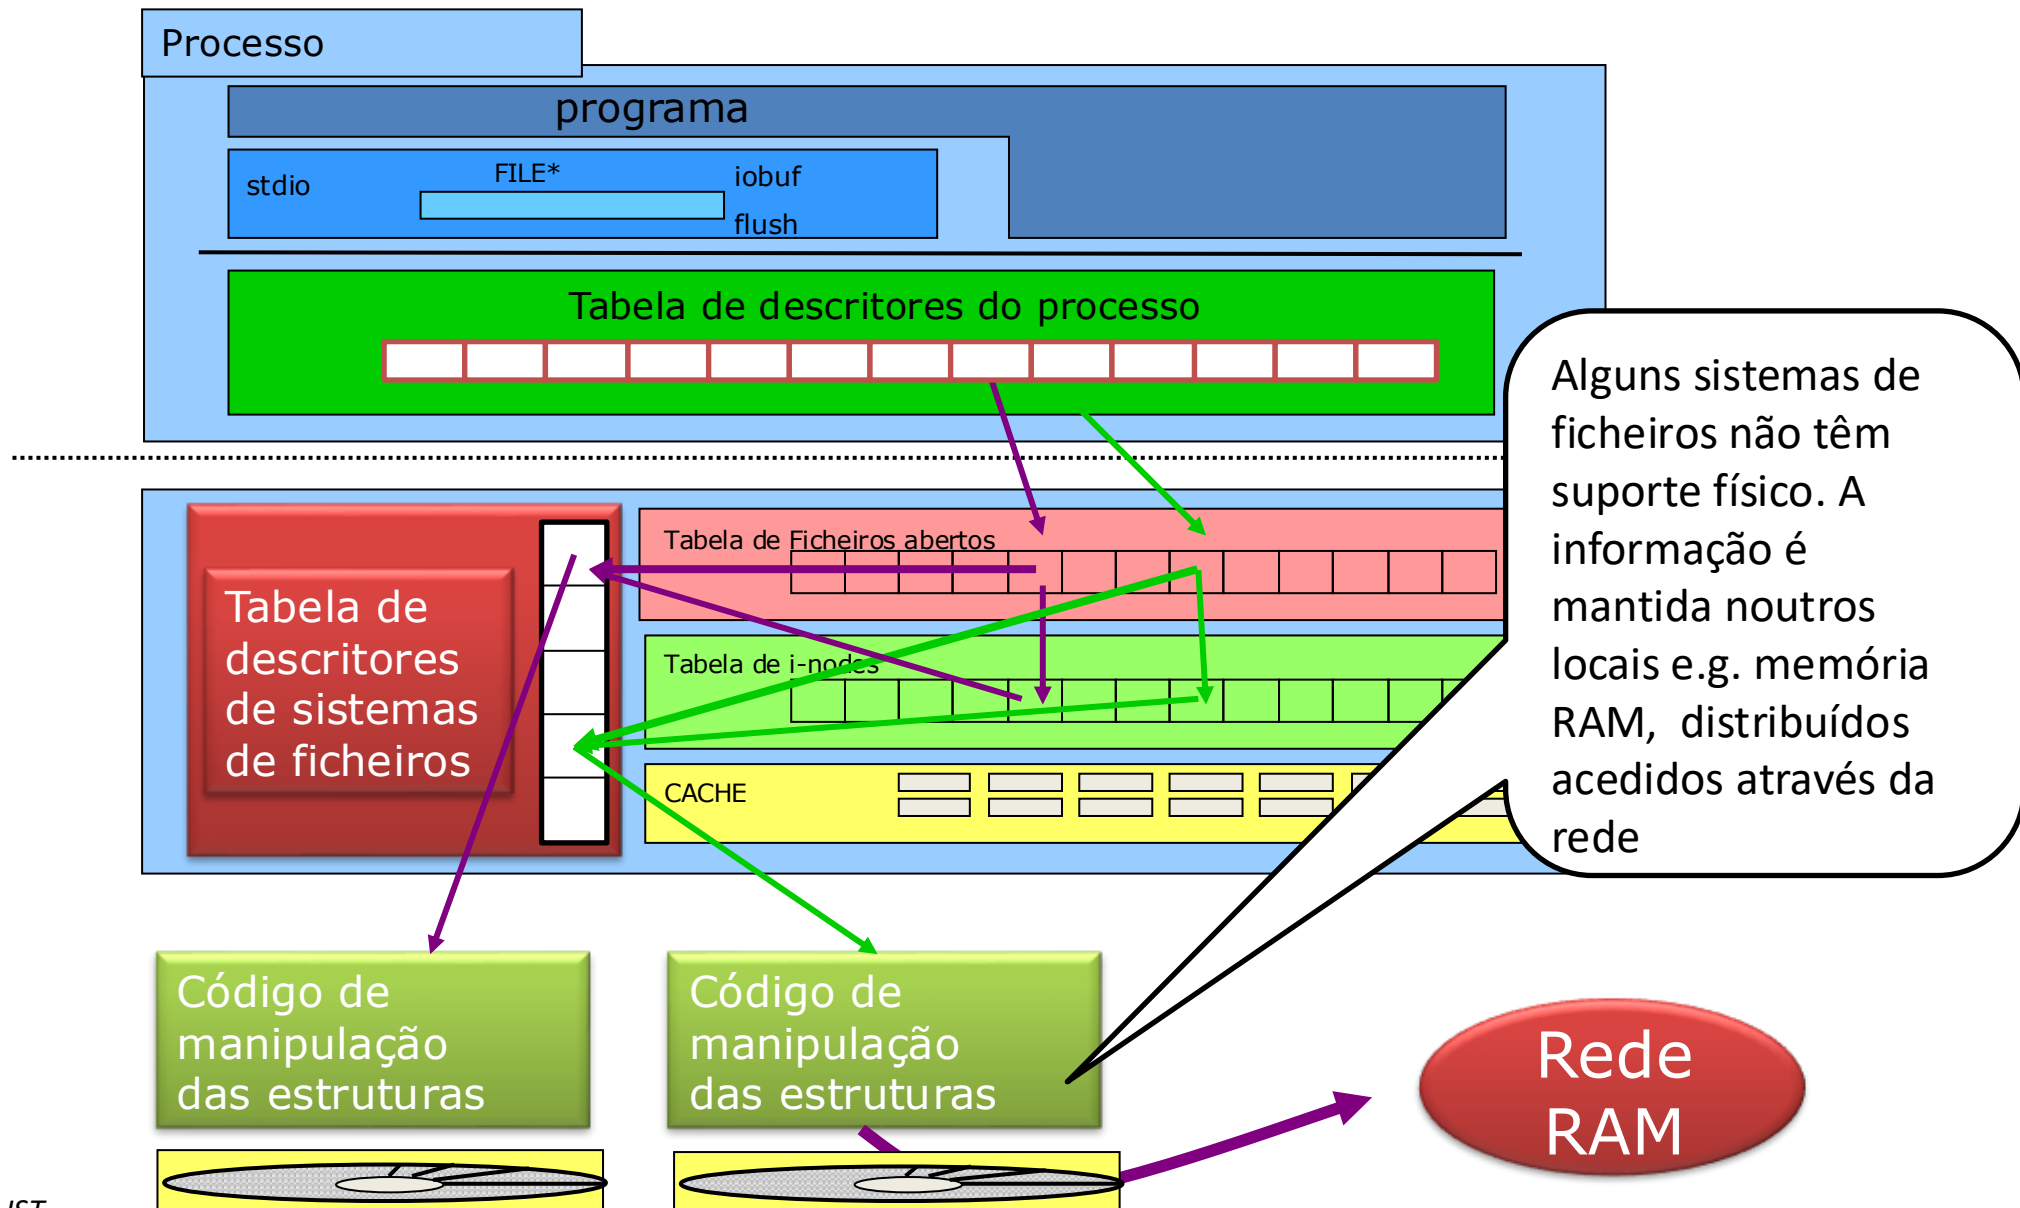 Processo
programa
stdio
FILE*
iobuf
flush
Tabela de descritores do processo
Alguns sistemas de
ficheiros não têm
suporte físico. A
informação é
mantida noutros
locais e.g. memória
RAM, distribuídos
acedidos através da
rede
Tabela de
descritores
de sistemas
de ficheiros
Tabela de Ficheiros abertos
Tabela de i-nodes
CACHE
Código de
manipulação
das estruturas
Código de
manipulação
das estruturas
Rede
RAM
IST